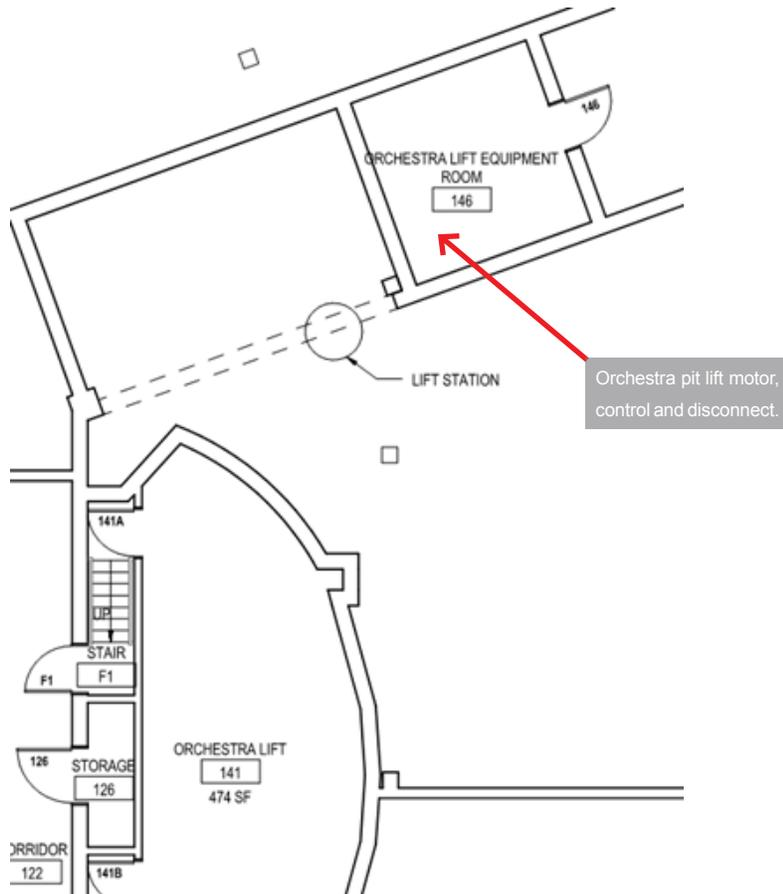 146
ORCHESTRA LIFT EQUIPMENT
ROOM
146
LIFT STATION
Orchestra pit lift motor,
control and disconnect.
141A
UP
STAIR
F1
F1
ORCHESTRA LIFT
141
474 SF
126
STORAGE
126
ORRIDOR
122
141B